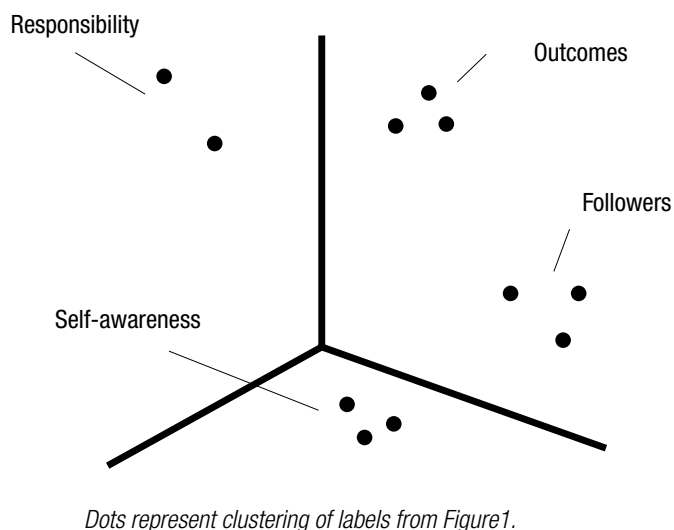 Responsibility
Outcomes
Followers
Self-awareness
Dots represent clustering of labels from Figure1.